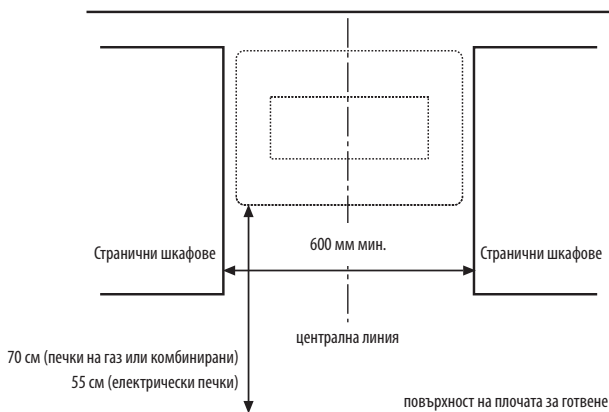 Странични шкафове
600 мм мин.
Странични шкафове
централна линия
70 см (печки на газ или комбинирани)
55 см (електрически печки)
повърхност на плочата за готвене